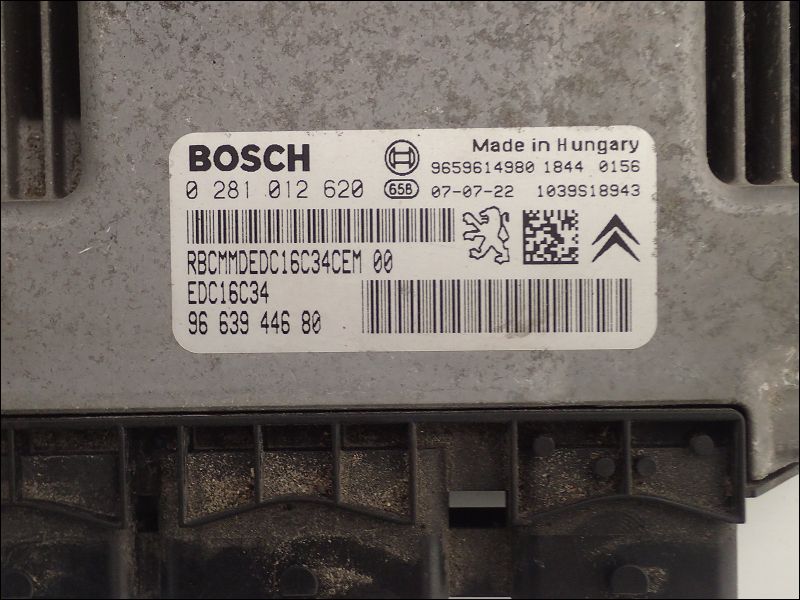 BOSCH
Made in Hungary
9659614980 1844 0156
0 281 012 620 65B 07-07-22 1039S18943
RBCMMDEDC16C34CEM 00
EDC16C34
96 639 446 80